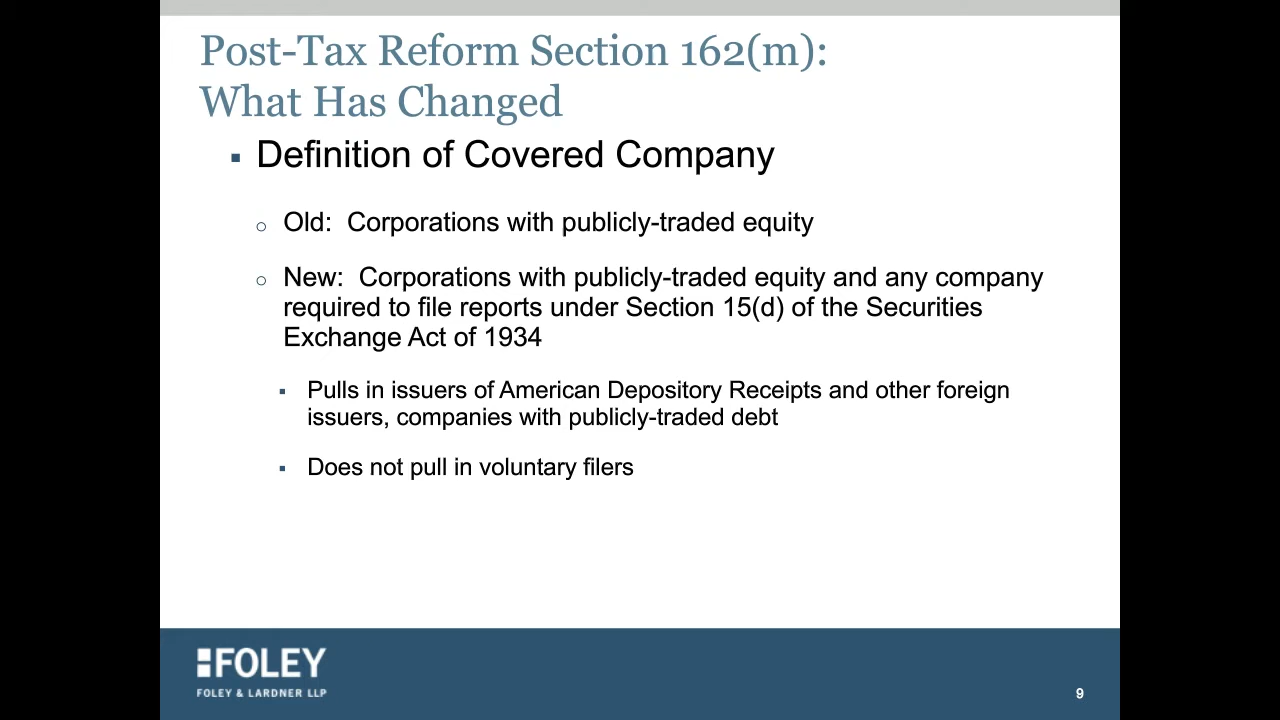 Post-Tax Reform Section 162(m):
What Has Changed
▪ Definition of Covered Company
○ Old: Corporations with publicly-traded equity
○ New: Corporations with publicly-traded equity and any company
required to file reports under Section 15(d) of the Securities
Exchange Act of 1934
▪ Pulls in issuers of American Depository Receipts and other foreign
issuers, companies with publicly-traded debt
▪ Does not pull in voluntary filers
FOLEY
FOLEY & LARDNER LLP
9